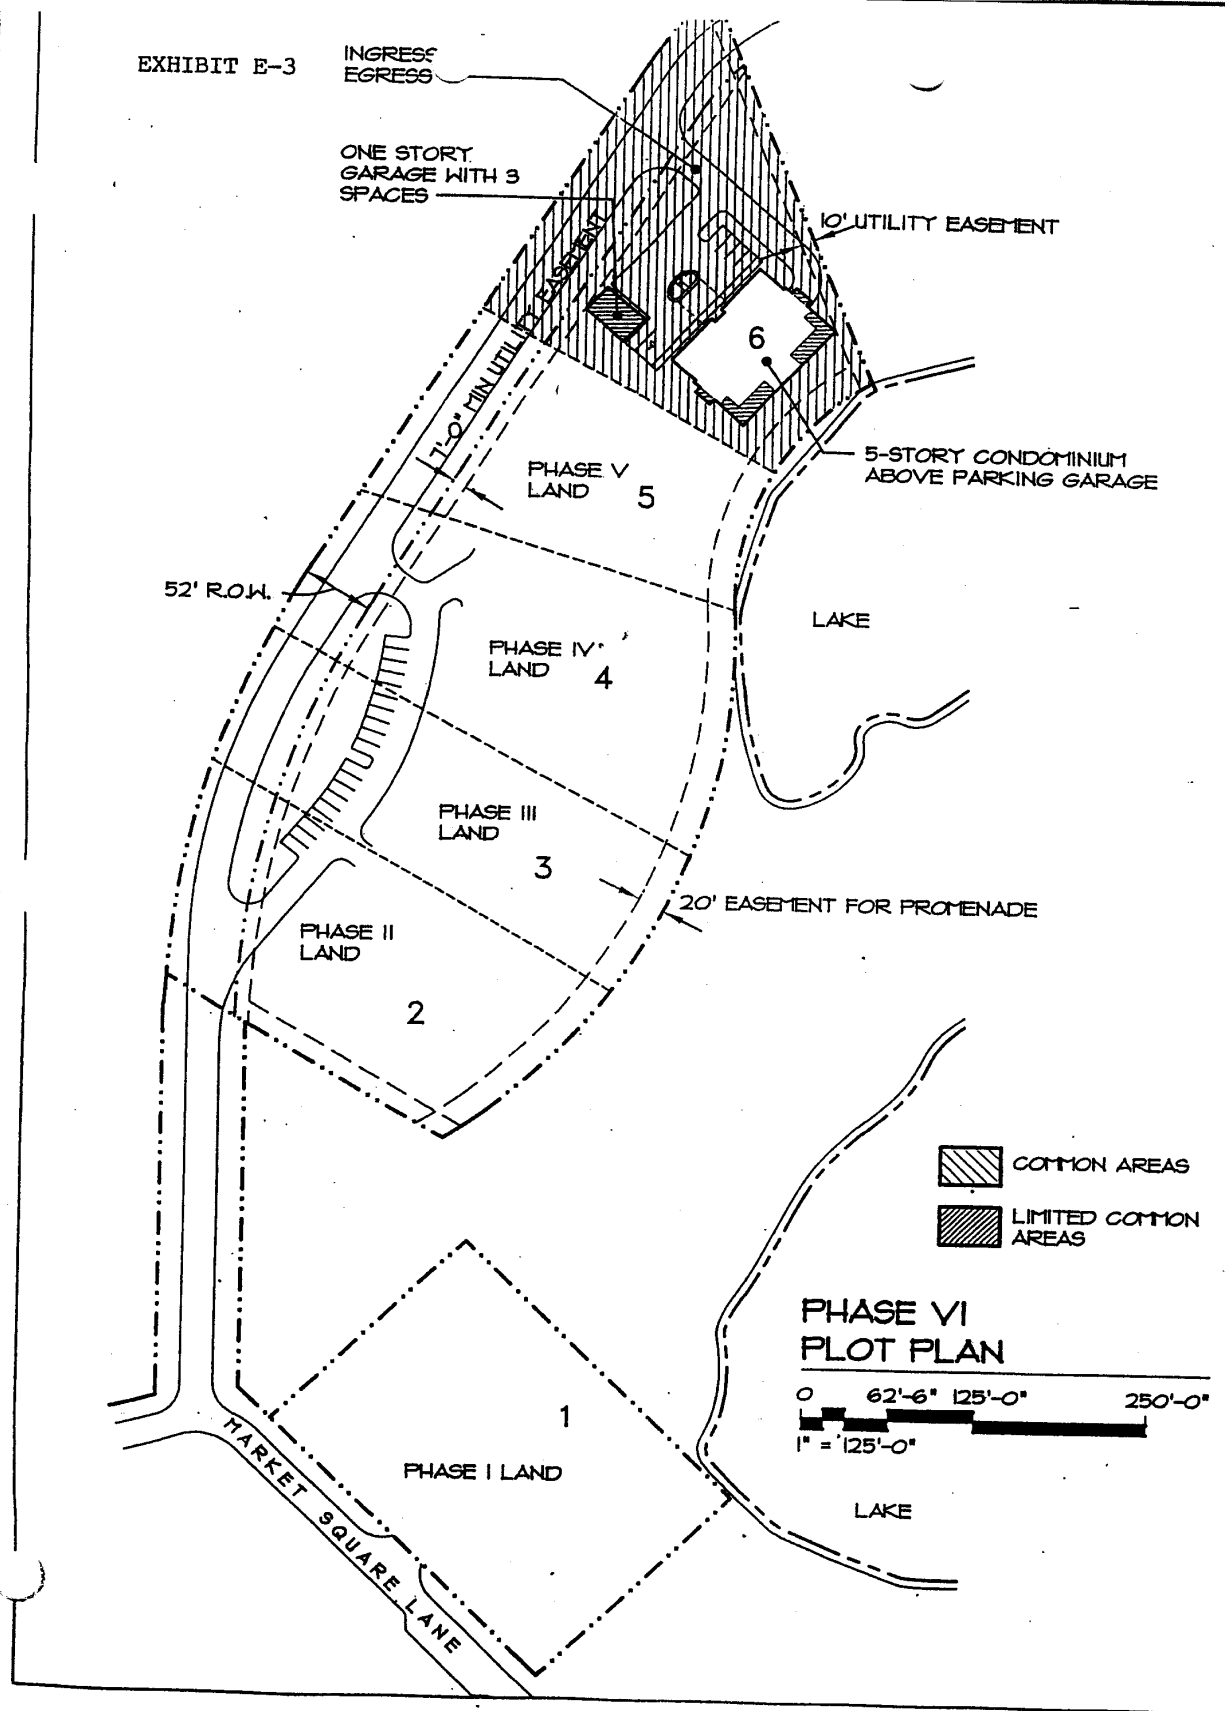 EXHIBIT E-3
INGRESS
EGRESS
ONE STORY
GARAGE WITH 3
SPACES
10' UTILITY EASEMENT
7'-0" MIN UTILITY EASEMENT
6
5-STORY CONDOMINIUM
ABOVE PARKING GARAGE
PHASE V
LAND
5
52' R.O.W.
LAKE
PHASE IV
LAND
4
PHASE III
LAND
3
20' EASEMENT FOR PROMENADE
PHASE II
LAND
2
COMMON AREAS
LIMITED COMMON
AREAS
PHASE VI
PLOT PLAN
0 62'-6" 125'-0" 250'-0"
1" = 125'-0"
1
PHASE I LAND
MARKET SQUARE LANE
LAKE